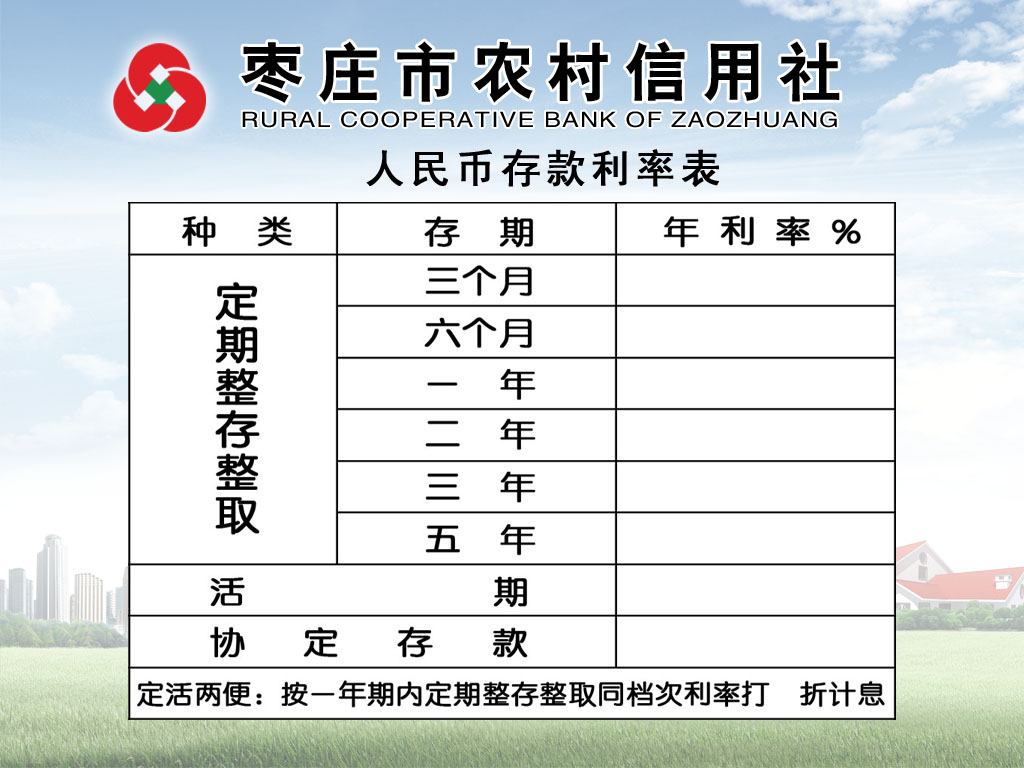 枣庄市农村信用社
RURAL COOPERATIVE BANK OF ZAOZHUANG
人民币存款利率表
种 类 存 期 年利率%
定期整存整取
三个月
六个月
一 年
二 年
三 年
五 年
活 期
协定存款
定活两便：按一年期内定期整存整取同档次利率打 折计息